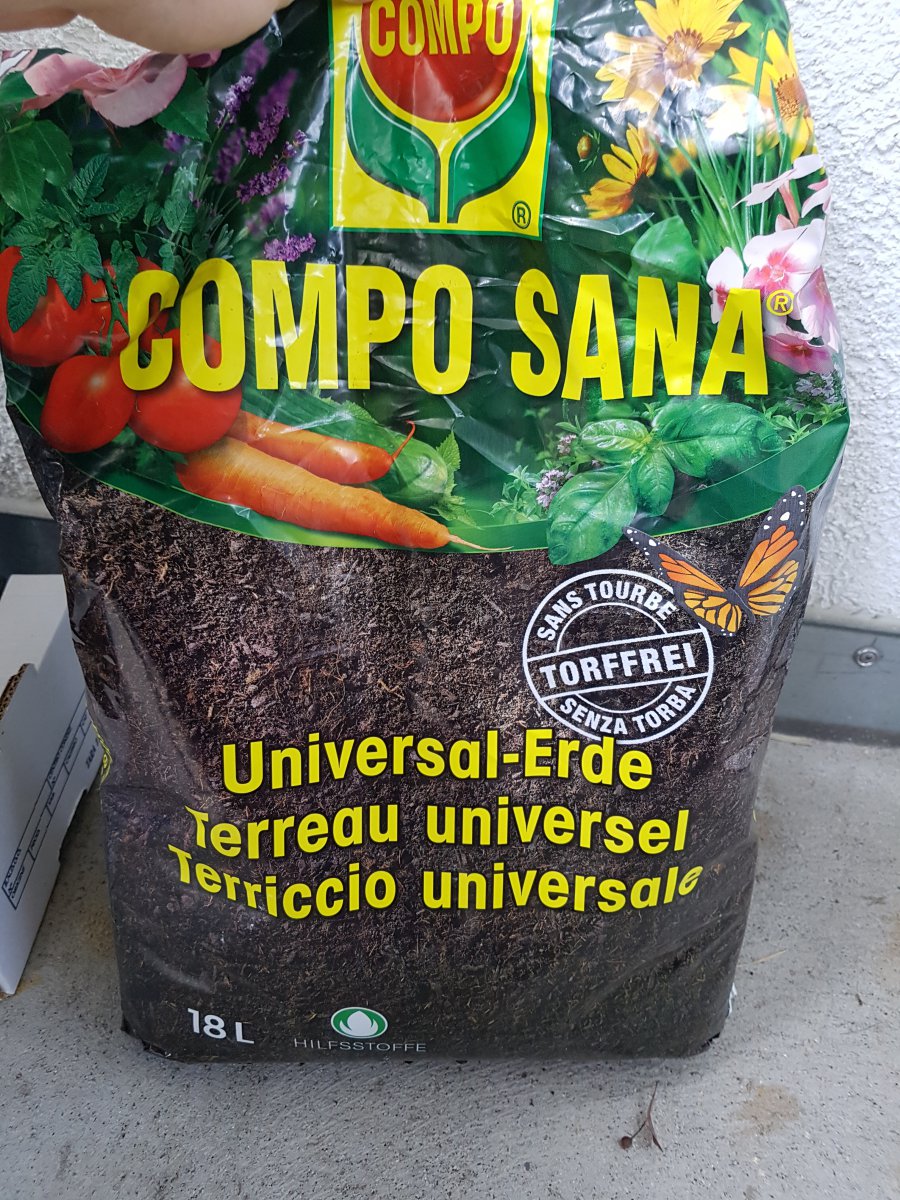 COMPO
®
COMPO SANA®
SANS TOURBE
TORFFREI
SENZA TORBA
Universal-Erde
Terreau universel
Terriccio universale
18 L
HILFSSTOFFE